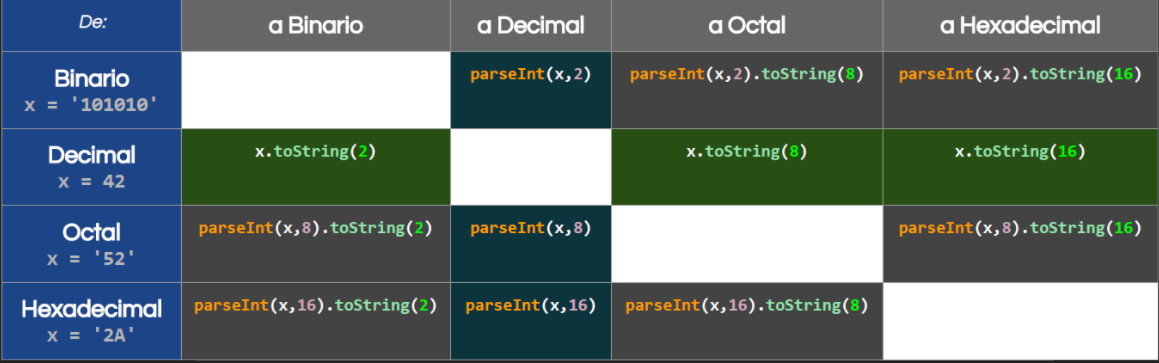 De: a Binario a Decimal a Octal a Hexadecimal
Binario parseInt(x,2) parseInt(x,2).toString(8) parseInt(x,2).toString(16)
x = '101010'
Decimal x.toString(2) x.toString(8) x.toString(16)
x = 42
Octal parseInt(x,8).toString(2) parseInt(x,8) parseInt(x,8).toString(16)
x = '52'
Hexadecimal parseInt(x,16).toString(2) parseInt(x,16) parseInt(x,16).toString(8)
x = '2A'